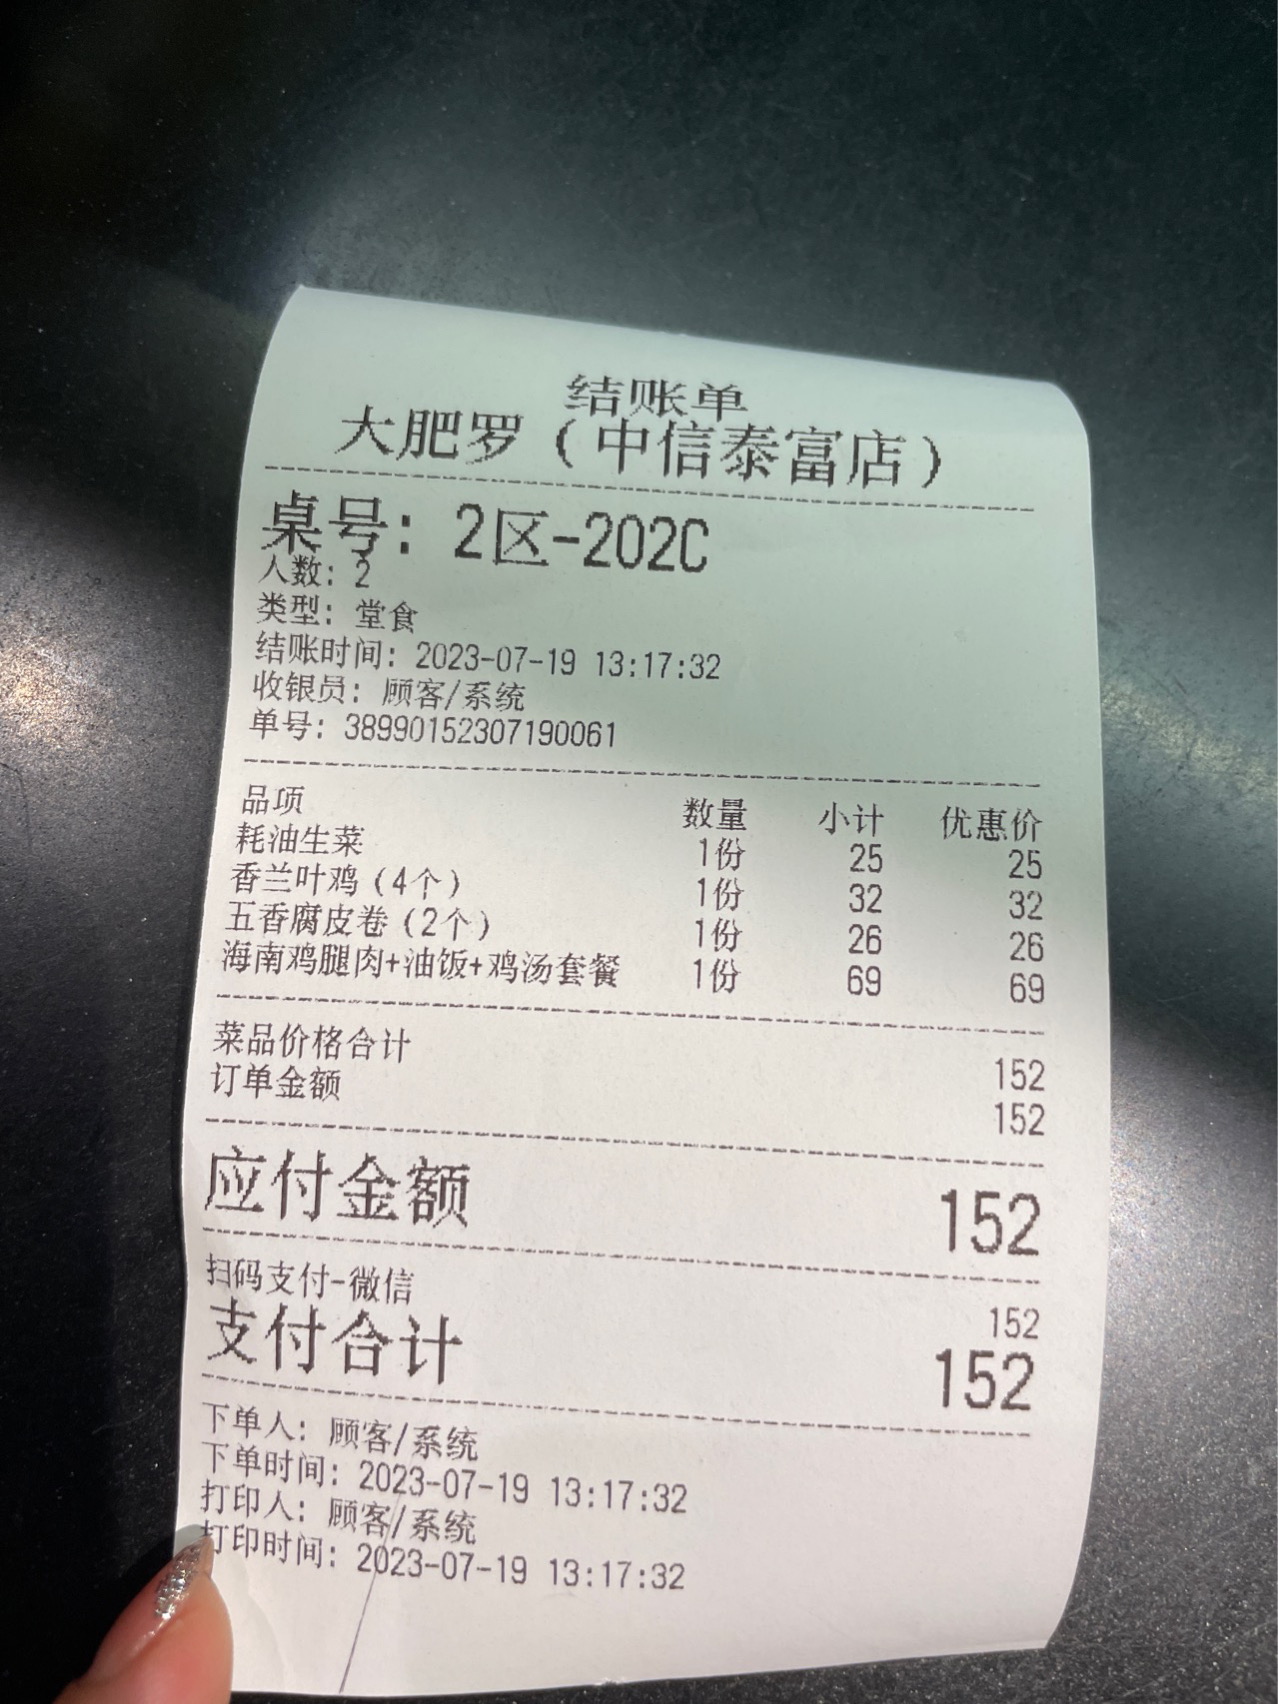 结账单
大肥罗（中信泰富店）
桌号：2区-202C
人数：2
类型：堂食
结账时间：2023-07-19 13:17:32
收银员：顾客/系统
单号：38990152307190061
品项 数量 小计 优惠价
耗油生菜 1份 25 25
香兰叶鸡（4个） 1份 32 32
五香腐皮卷（2个） 1份 26 26
海南鸡腿肉+油饭+鸡汤套餐 1份 69 69
菜品价格合计 152
订单金额 152
应付金额 152
扫码支付-微信 152
支付合计 152
下单人：顾客/系统
下单时间：2023-07-19 13:17:32
打印人：顾客/系统
打印时间：2023-07-19 13:17:32